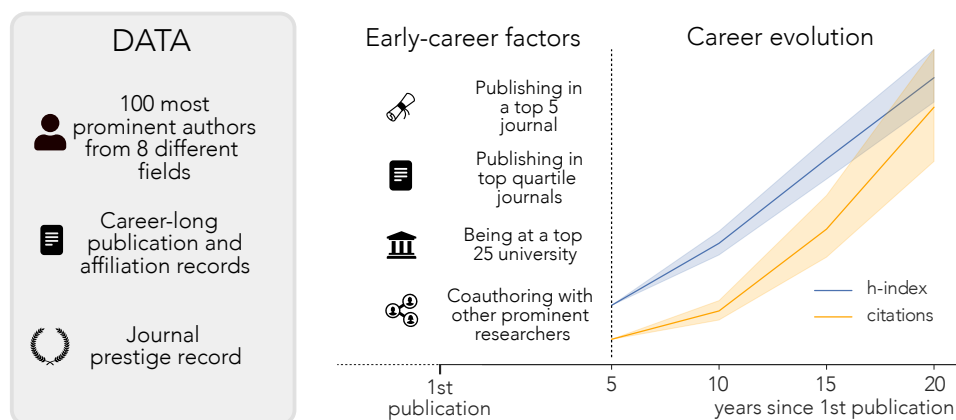 DATA
100 most
prominent authors
from 8 different
fields
Career-long
publication and
affiliation records
Journal
prestige record
Early-career factors
Publishing in
a top 5
journal
Publishing in
top quartile
journals
Being at a top
25 university
Coauthoring with
other prominent
researchers
1st
publication
Career evolution
h-index
citations
5 10 15 20
years since 1st publication